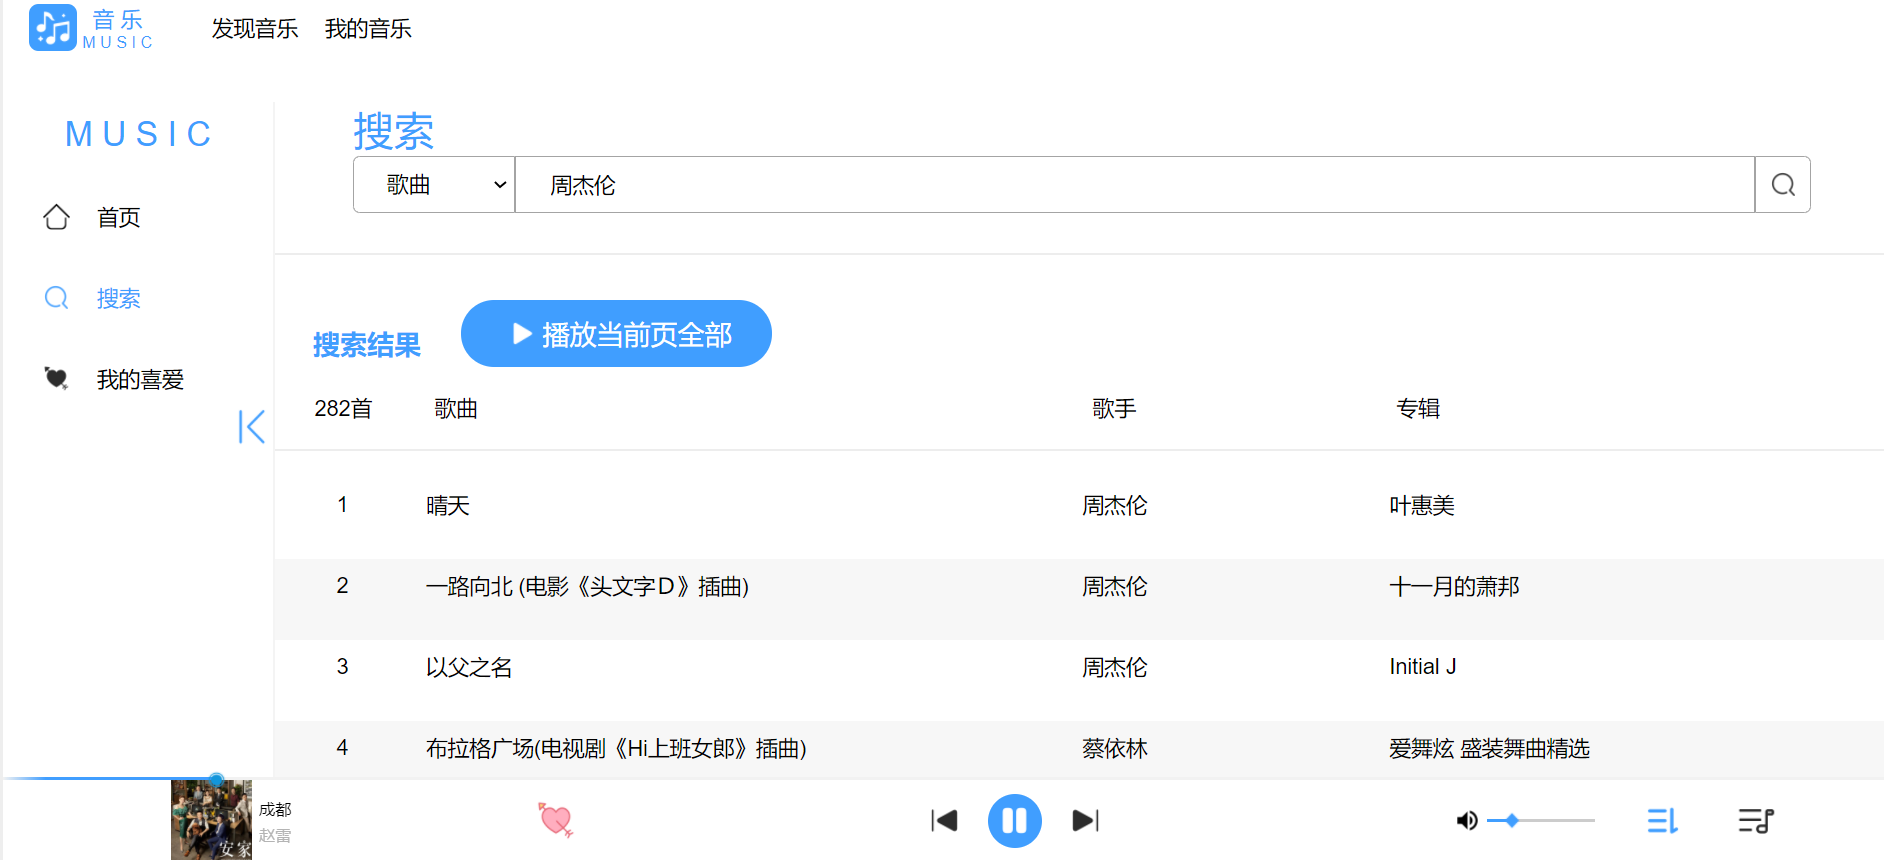 音乐
MUSIC
发现音乐 我的音乐
MUSIC
首页
搜索
我的喜爱
搜索
歌曲 周杰伦
搜索结果 播放当前页全部
282首 歌曲 歌手 专辑
1 晴天 周杰伦 叶惠美
2 一路向北 (电影《头文字D》插曲) 周杰伦 十一月的萧邦
3 以父之名 周杰伦 Initial J
4 布拉格广场(电视剧《Hi上班女郎》插曲) 蔡依林 爱舞炫 盛装舞曲精选
安家
成都
赵雷